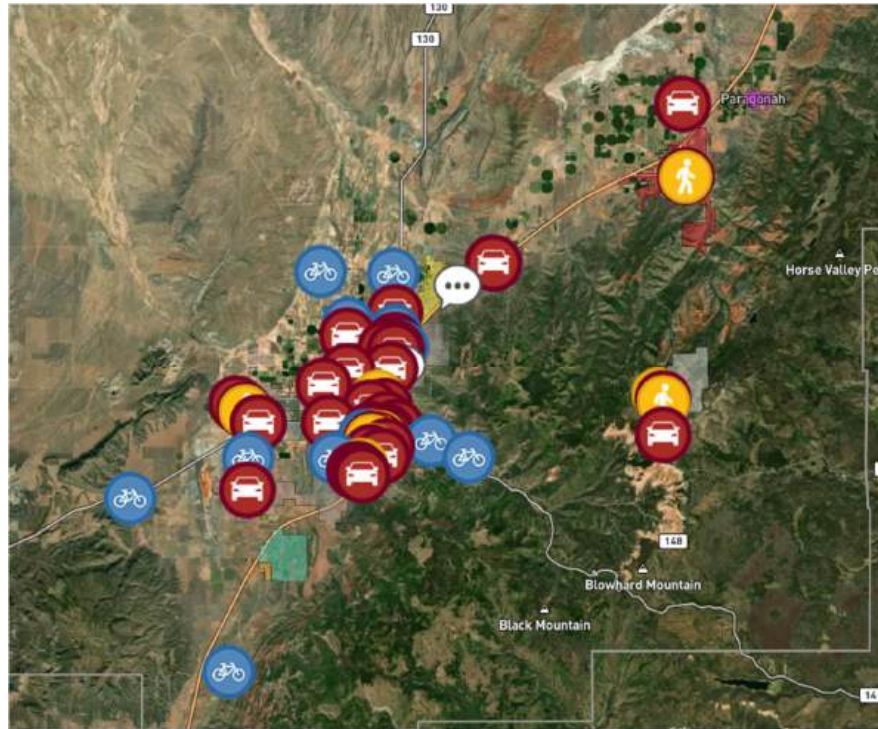 130
130
Paragonah
Horse Valley Pe
148
Blowhard Mountain
Black Mountain
14